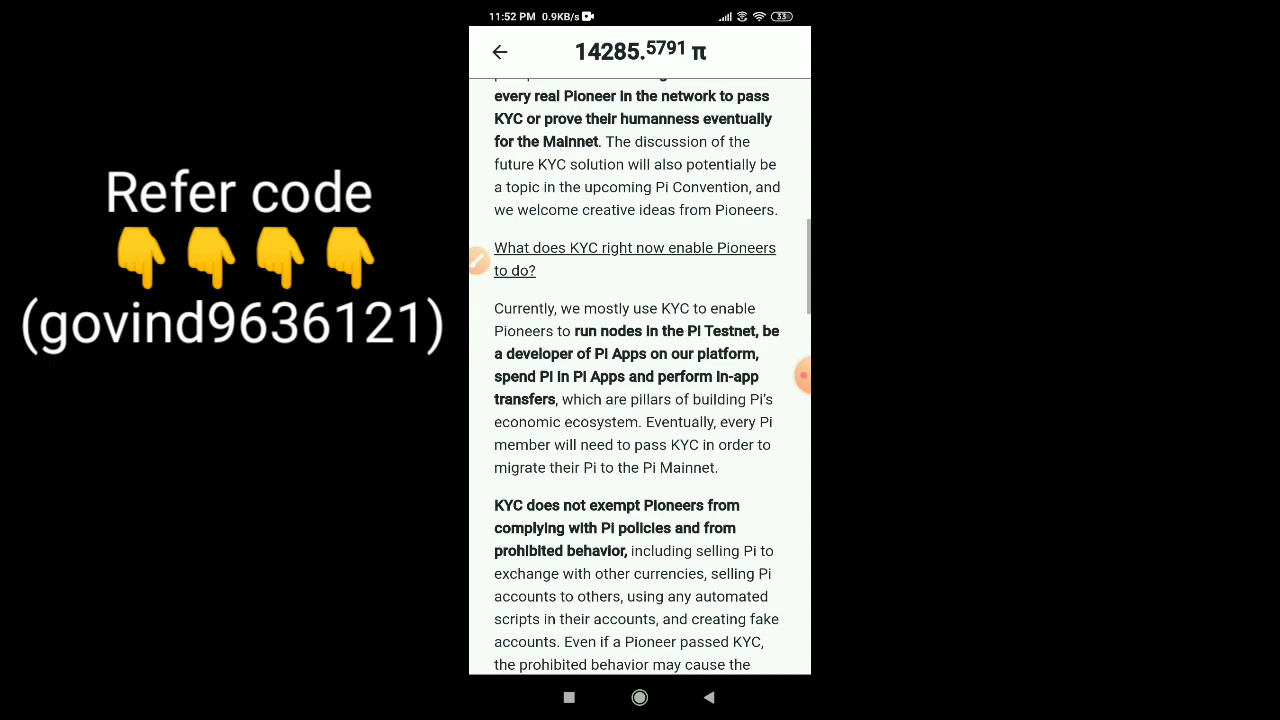 11:52 PM 0.9KB/s
33
14285.5791 π
every real Pioneer in the network to pass
KYC or prove their humanness eventually
for the Mainnet. The discussion of the
future KYC solution will also potentially be
a topic in the upcoming Pi Convention, and
we welcome creative ideas from Pioneers.
What does KYC right now enable Pioneers
to do?
Currently, we mostly use KYC to enable
Pioneers to run nodes in the Pi Testnet, be
a developer of Pi Apps on our platform,
spend Pi in Pi Apps and perform in-app
transfers, which are pillars of building Pi’s
economic ecosystem. Eventually, every Pi
member will need to pass KYC in order to
migrate their Pi to the Pi Mainnet.
KYC does not exempt Pioneers from
complying with Pi policies and from
prohibited behavior, including selling Pi to
exchange with other currencies, selling Pi
accounts to others, using any automated
scripts in their accounts, and creating fake
accounts. Even if a Pioneer passed KYC,
the prohibited behavior may cause the
Refer code
👇👇👇👇
(govind9636121)